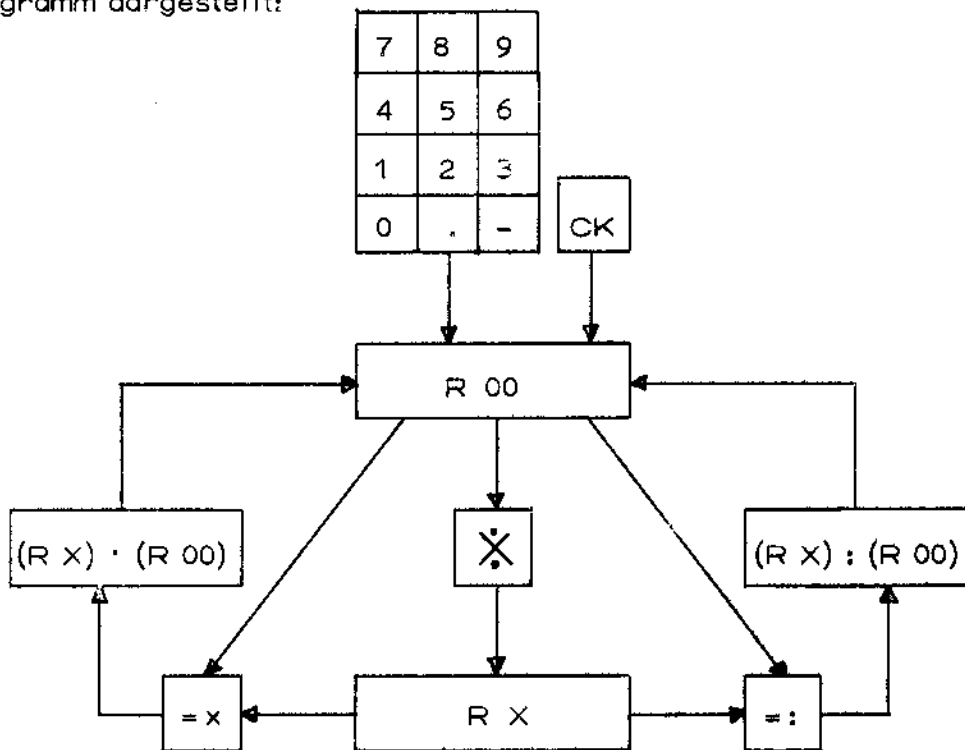 gramm dargestellt:
7 8 9
4 5 6
1 2 3
0 . -
CK
R 00
(R X) · (R 00)
(R X) : (R 00)
= x
R X
= :